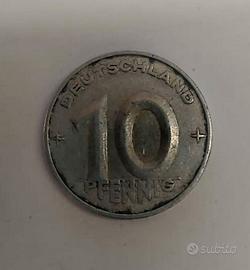 DEUTSCHLAND
10
PFENNIG
subito